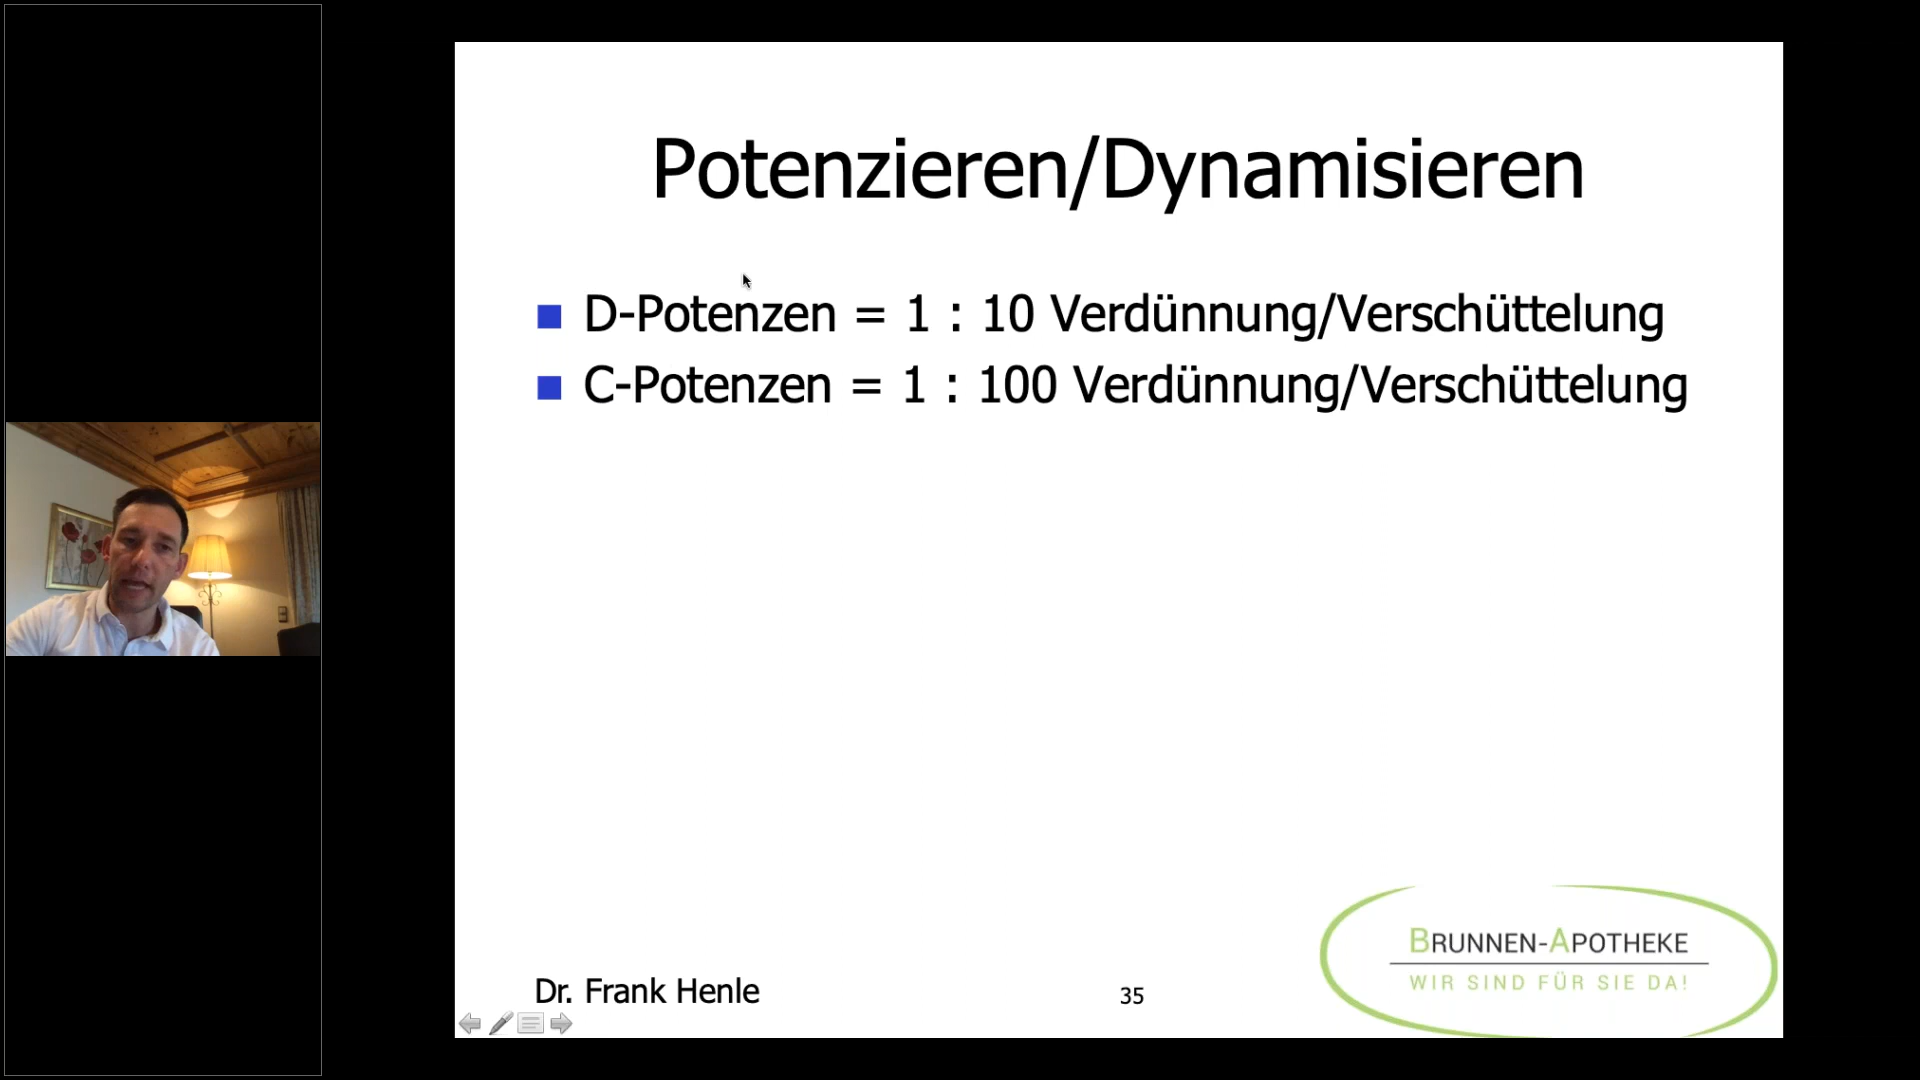 Potenzieren/Dynamisieren
D-Potenzen = 1 : 10 Verdünnung/Verschüttelung
C-Potenzen = 1 : 100 Verdünnung/Verschüttelung
Dr. Frank Henle
35
BRUNNEN-APOTHEKE
WIR SIND FÜR SIE DA!